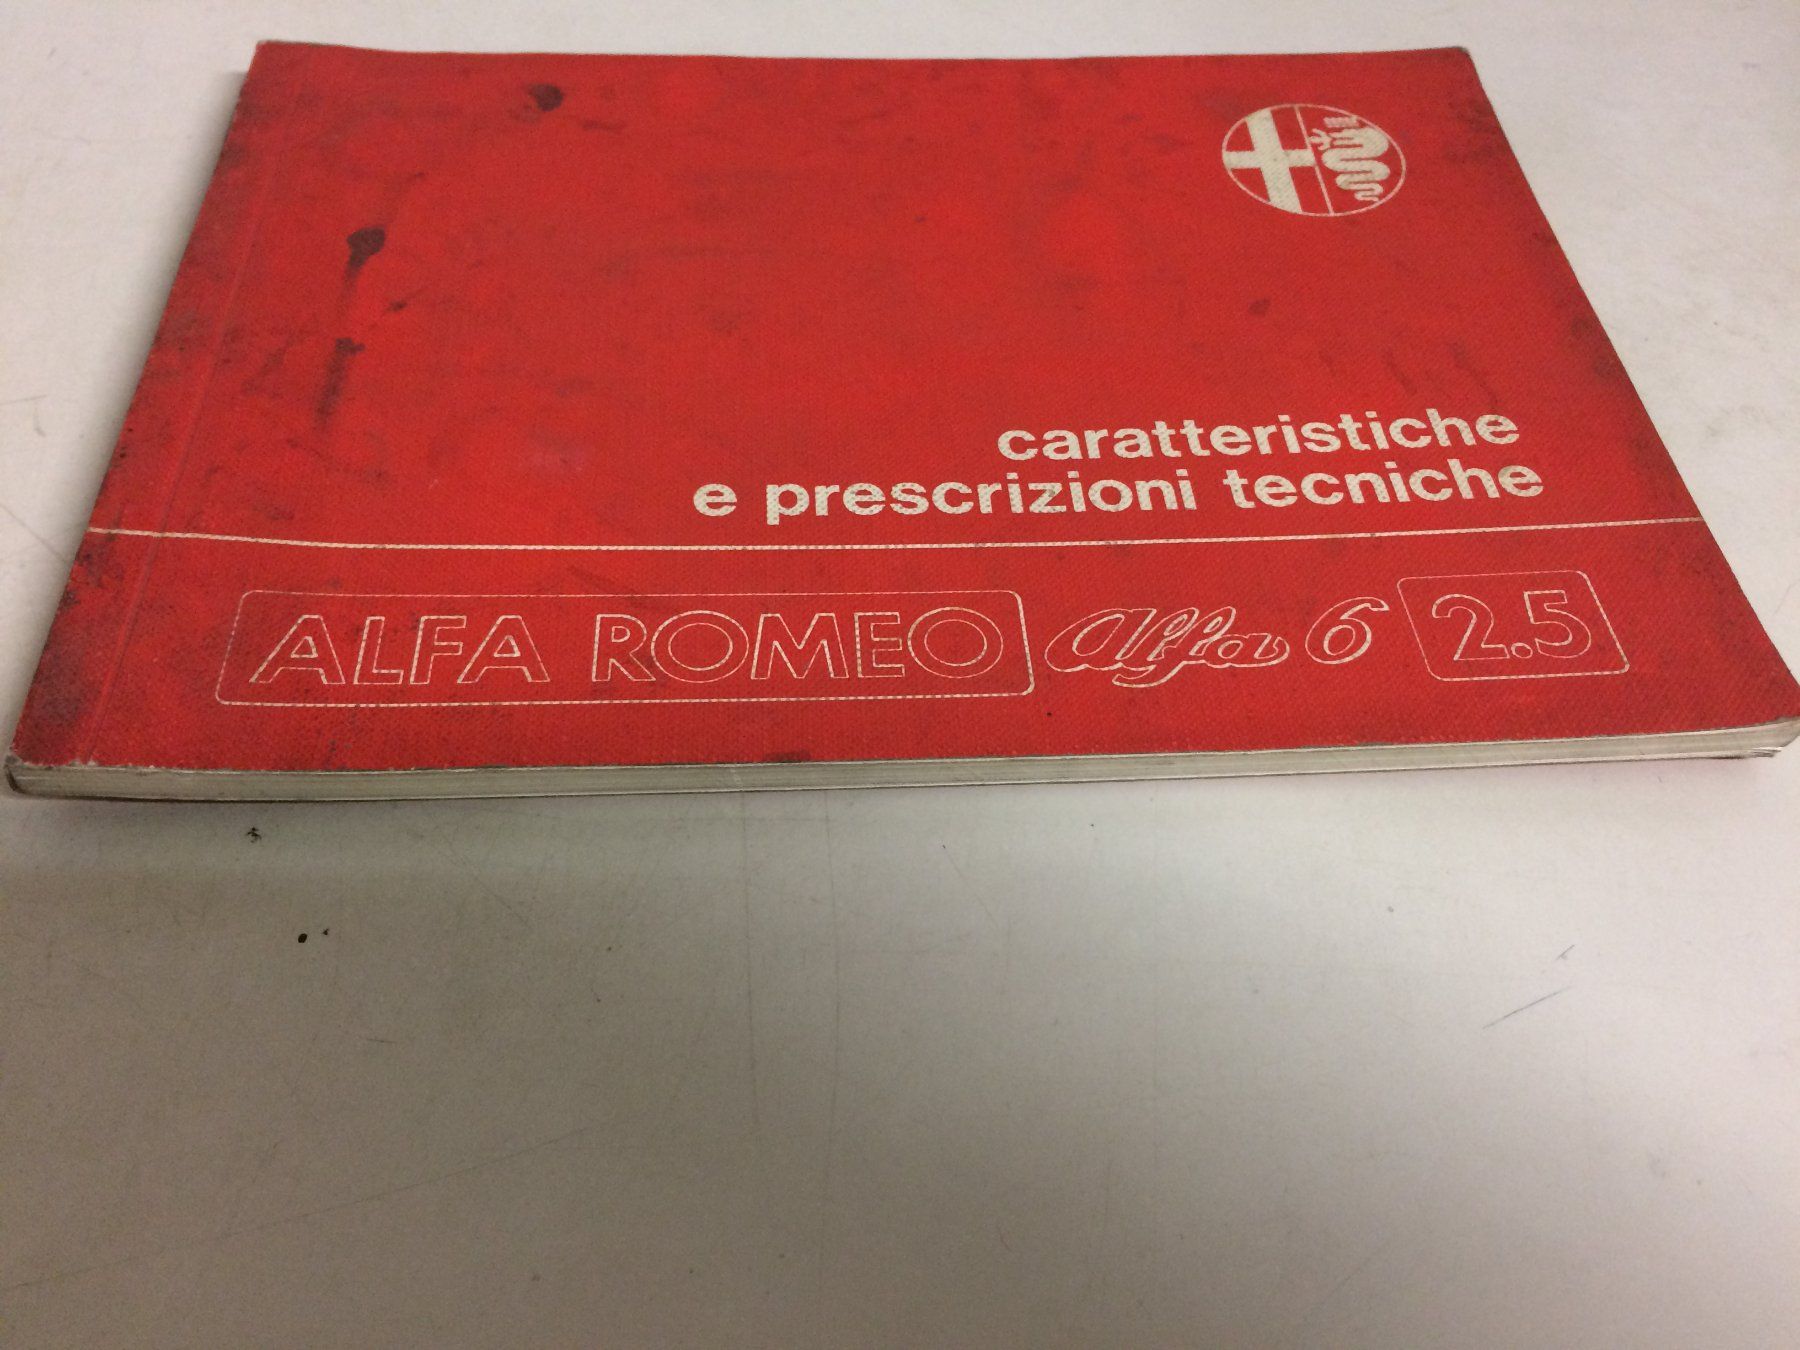 caratteristiche
e prescrizioni tecniche
ALFA ROMEO alfa 6 2.5